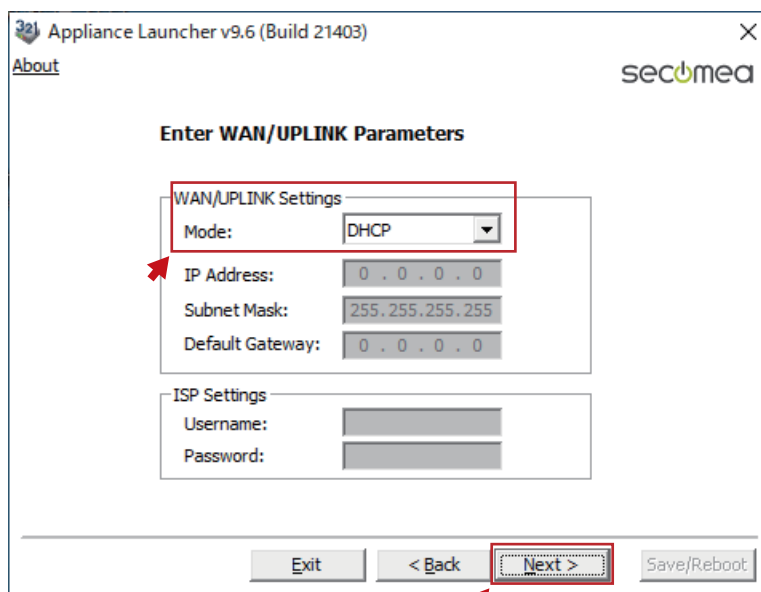 Appliance Launcher v9.6 (Build 21403)
About
secomea
Enter WAN/UPLINK Parameters
WAN/UPLINK Settings
Mode: DHCP
IP Address: 0 . 0 . 0 . 0
Subnet Mask: 255.255.255.255
Default Gateway: 0 . 0 . 0 . 0
ISP Settings
Username:
Password:
Exit < Back Next > Save/Reboot